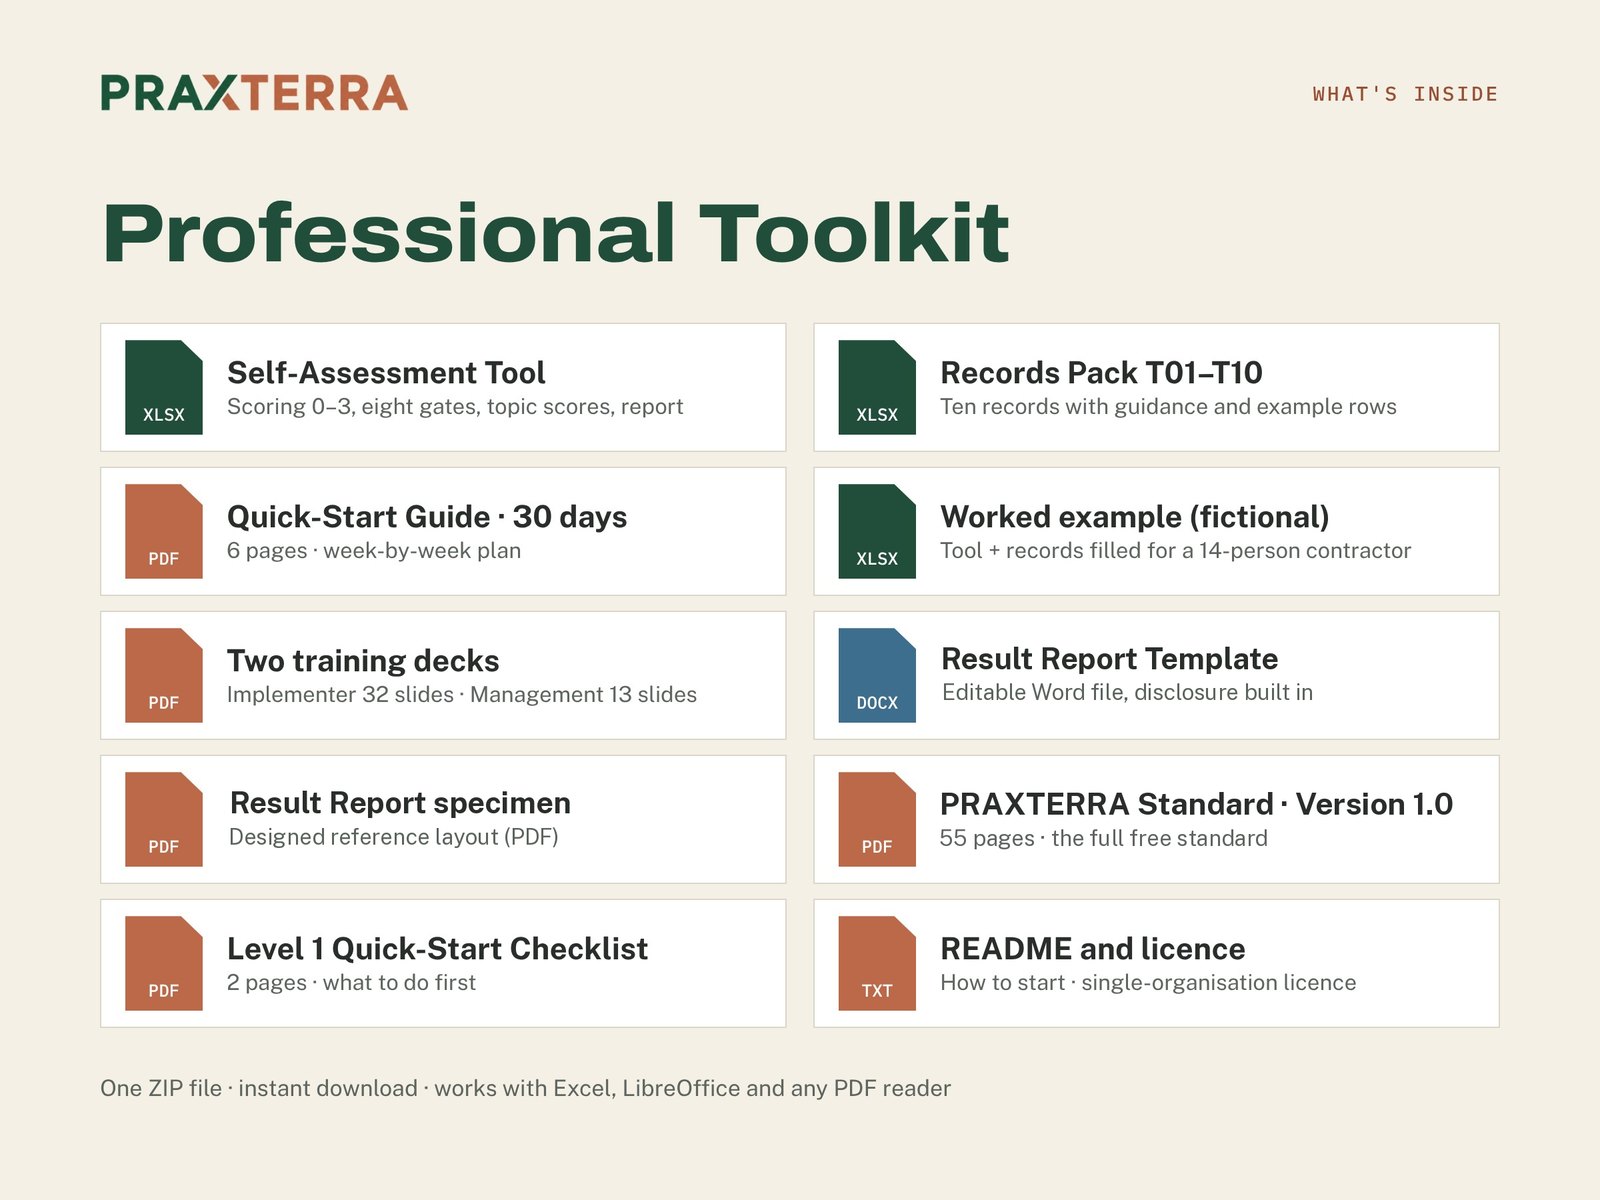 PRAXTERRA
WHAT'S INSIDE
Professional Toolkit
XLSX
Self-Assessment Tool
Scoring 0–3, eight gates, topic scores, report
XLSX
Records Pack T01–T10
Ten records with guidance and example rows
PDF
Quick-Start Guide · 30 days
6 pages · week-by-week plan
XLSX
Worked example (fictional)
Tool + records filled for a 14-person contractor
PDF
Two training decks
Implementer 32 slides · Management 13 slides
DOCX
Result Report Template
Editable Word file, disclosure built in
PDF
Result Report specimen
Designed reference layout (PDF)
PDF
PRAXTERRA Standard · Version 1.0
55 pages · the full free standard
PDF
Level 1 Quick-Start Checklist
2 pages · what to do first
TXT
README and licence
How to start · single-organisation licence
One ZIP file · instant download · works with Excel, LibreOffice and any PDF reader